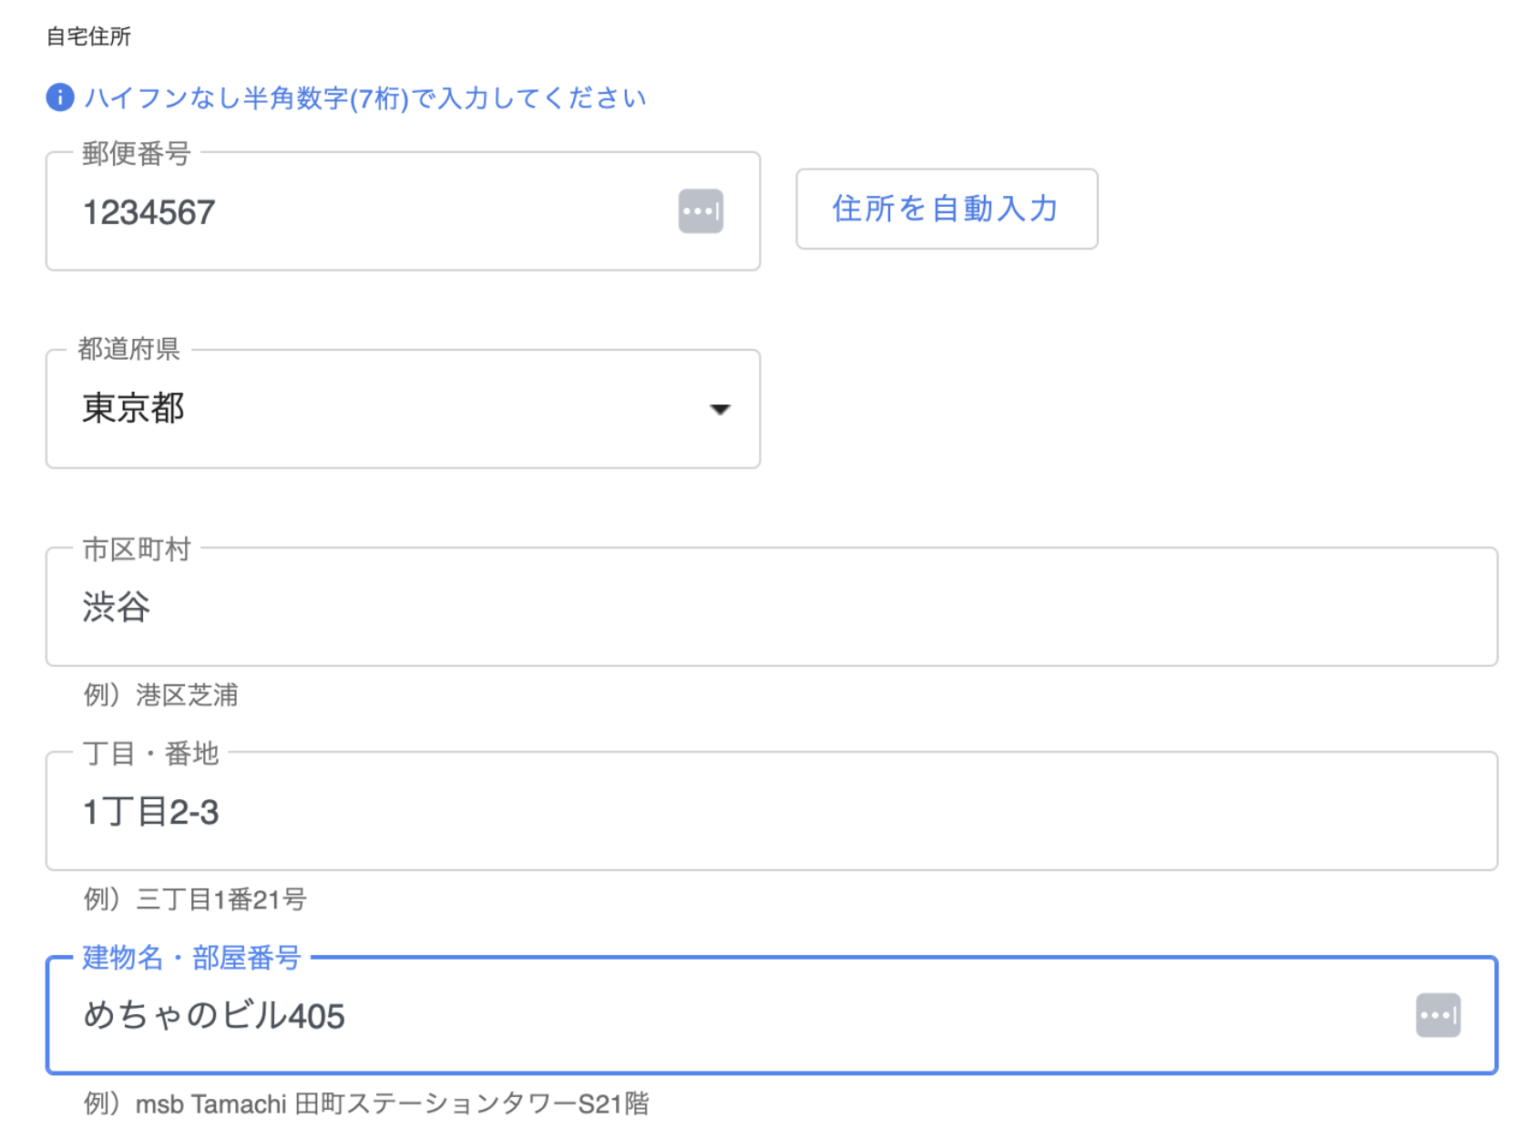 自宅住所
ハイフンなし半角数字(7桁)で入力してください
郵便番号
1234567
住所を自動入力
都道府県
東京都
市区町村
渋谷
例）港区芝浦
丁目・番地
1丁目2-3
例）三丁目1番21号
建物名・部屋番号
めちゃのビル405
例）msb Tamachi 田町ステーションタワーS21階